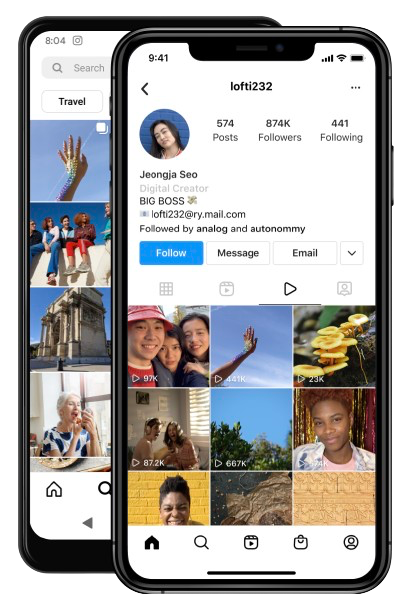 8:04
Search
Travel
9:41
lofti232
574 874K 441
Posts Followers Following
Jeongja Seo
Digital Creator
BIG BOSS 💸
📧 lofti232@ry.mail.com
Followed by analog and autonommy
Follow Message Email
97K 441K 23K
87.2K 667K